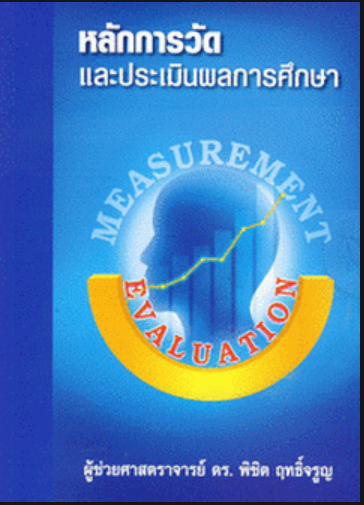 หลักการวัด
และประเมินผลการศึกษา
MEASUREMENT
EVALUATION
ผู้ช่วยศาสตราจารย์ ดร. พิชิต ฤทธิ์จรูญ